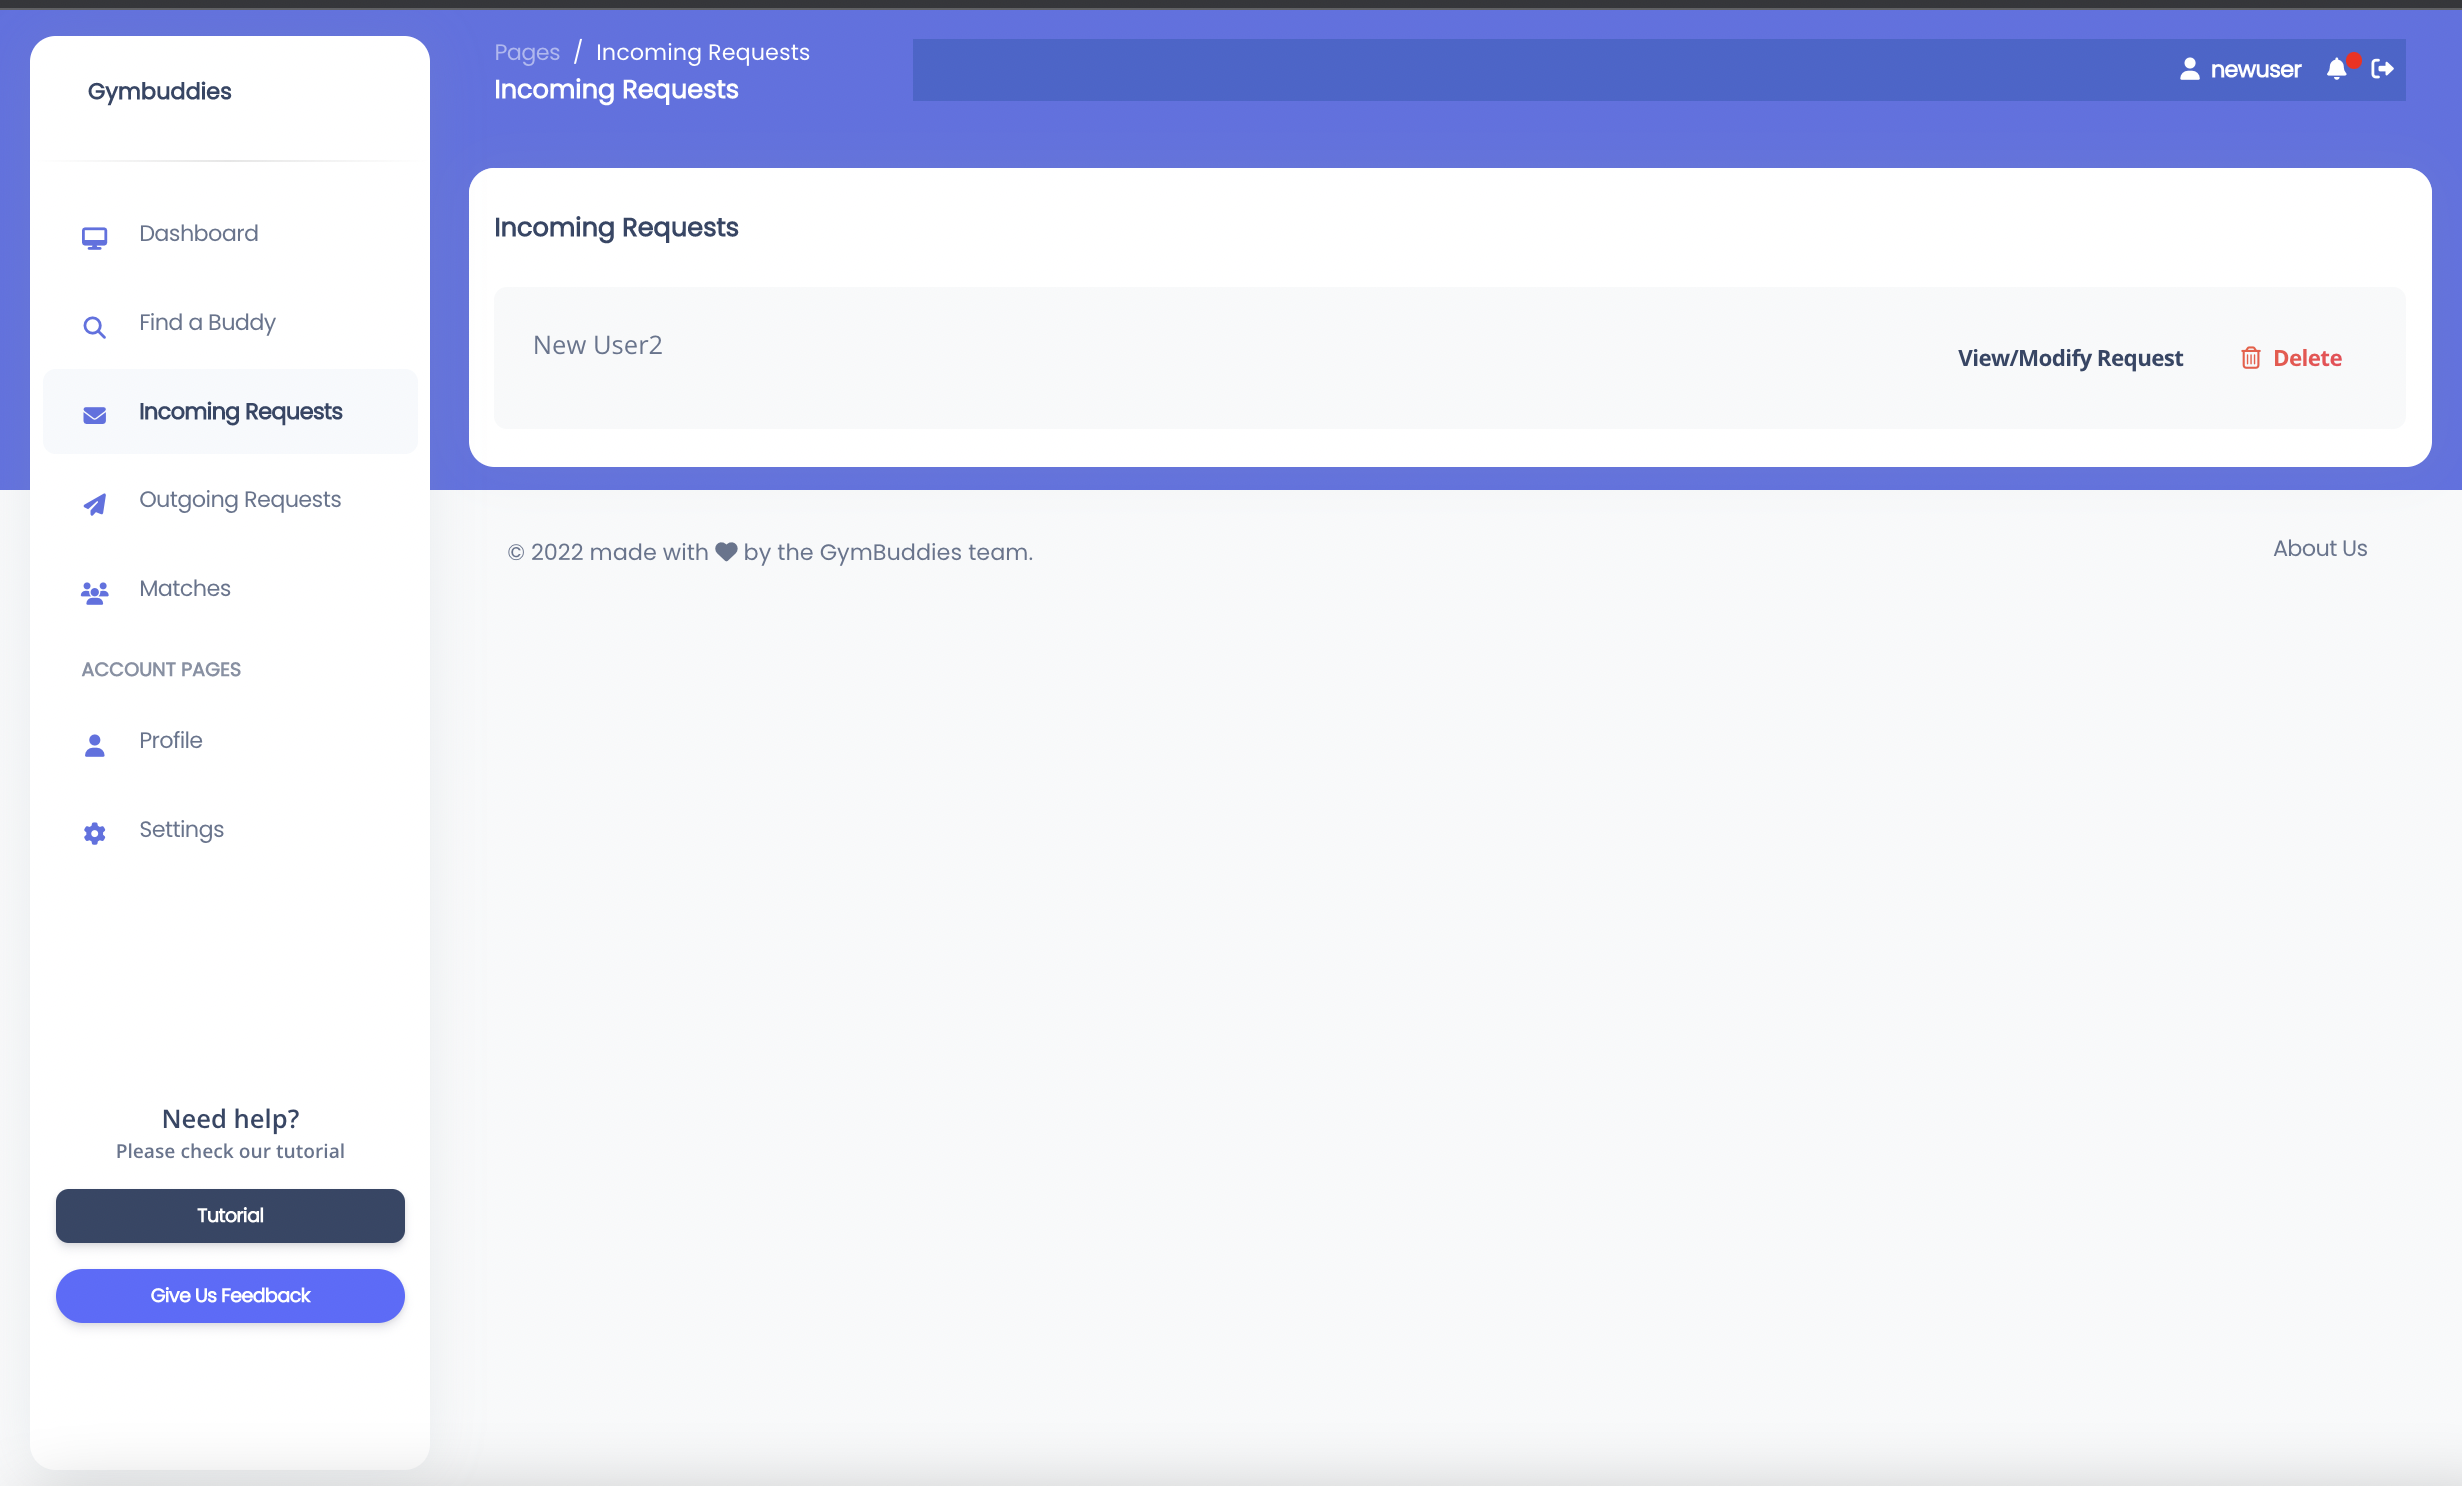 Gymbuddies
Dashboard
Find a Buddy
Incoming Requests
Outgoing Requests
Matches
ACCOUNT PAGES
Profile
Settings
Need help?
Please check our tutorial
Tutorial
Give Us Feedback
Pages / Incoming Requests
Incoming Requests
newuser
Incoming Requests
New User2
View/Modify Request
Delete
© 2022 made with ♥ by the GymBuddies team.
About Us